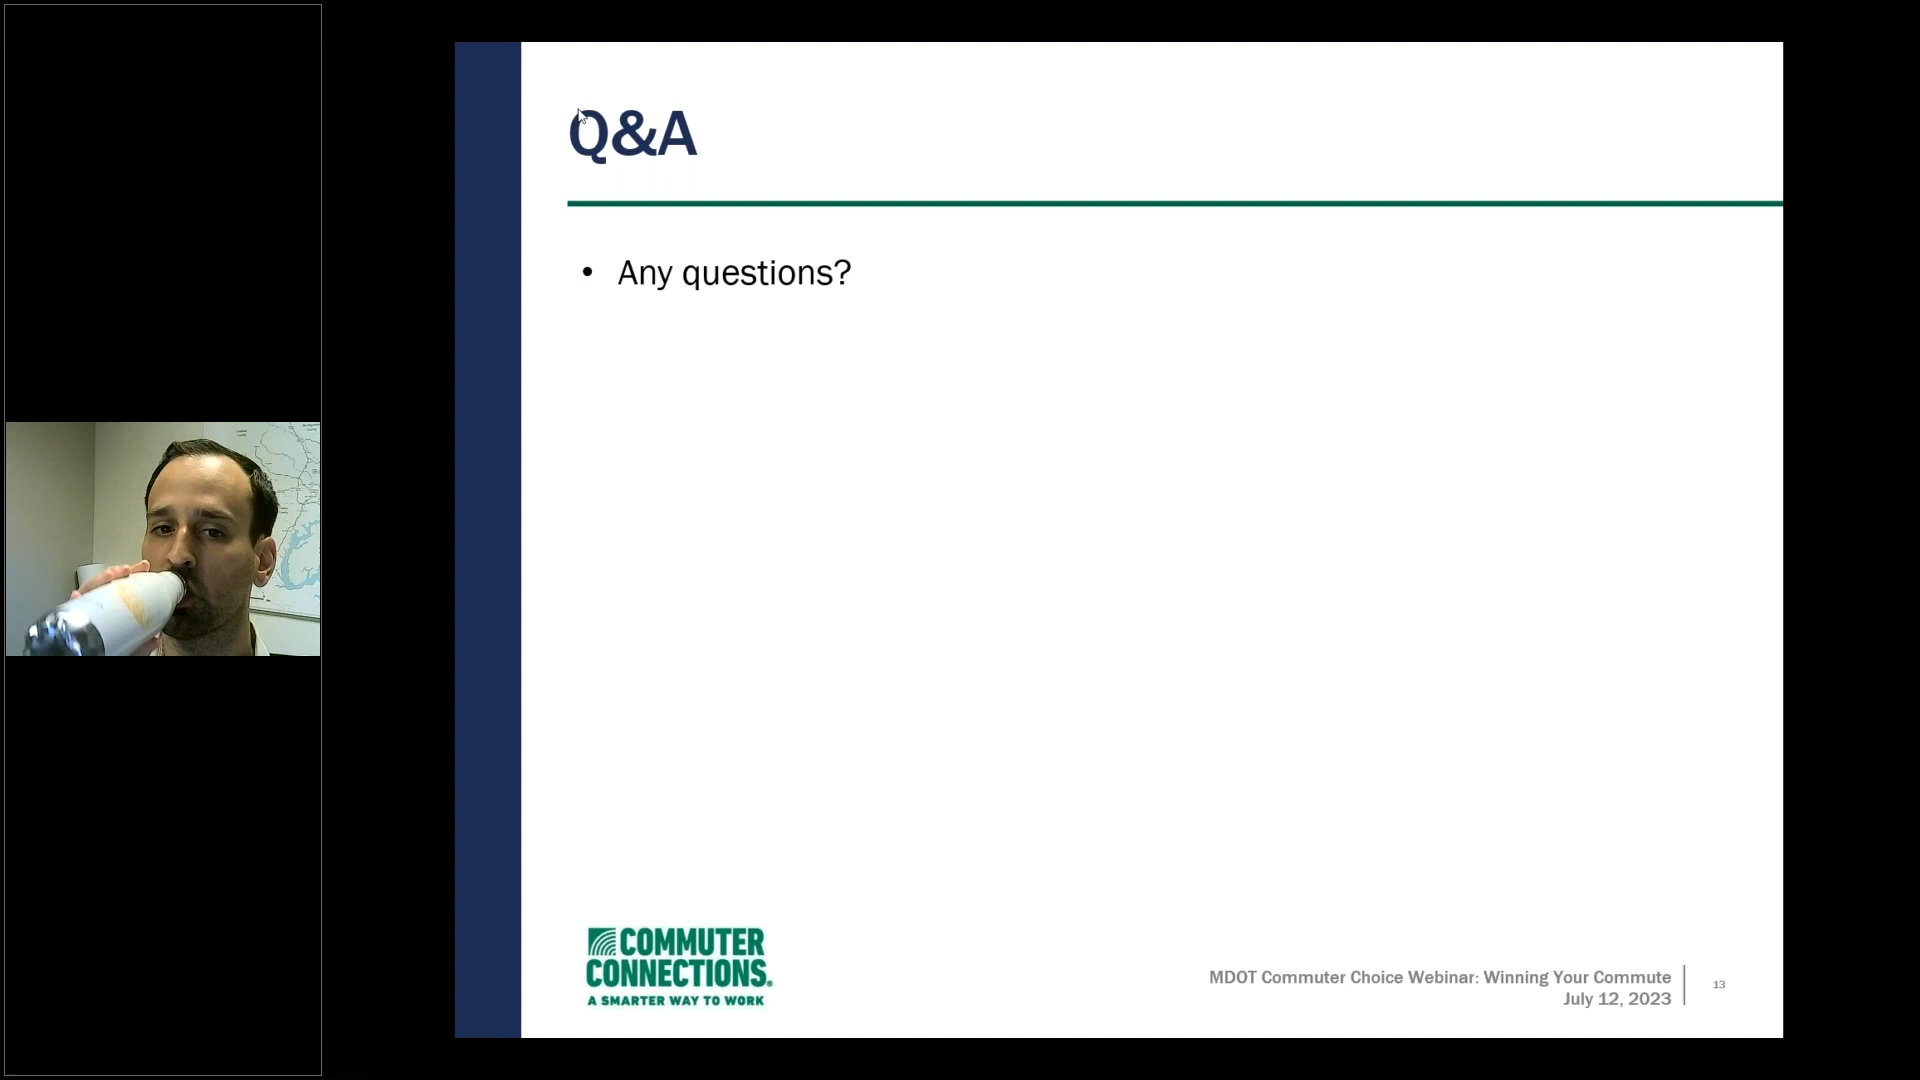 Q&A
• Any questions?
COMMUTER
CONNECTIONS®
A SMARTER WAY TO WORK
MDOT Commuter Choice Webinar: Winning Your Commute
July 12, 2023
13